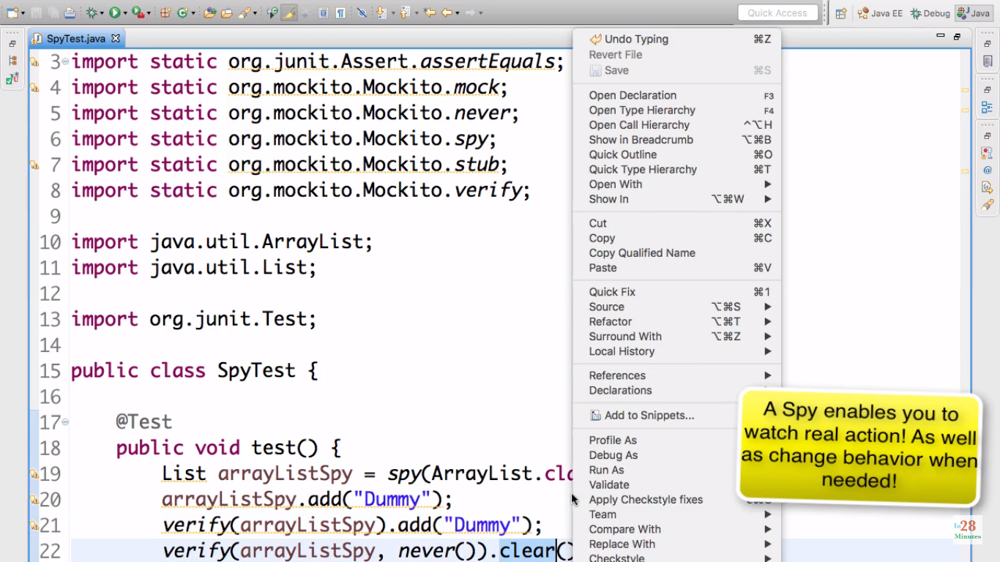 Quick Access
Java EE
Debug
Java
SpyTest.java
3 import static org.junit.Assert.assertEquals;
4 import static org.mockito.Mockito.mock;
5 import static org.mockito.Mockito.never;
6 import static org.mockito.Mockito.spy;
7 import static org.mockito.Mockito.stub;
8 import static org.mockito.Mockito.verify;
9
10 import java.util.ArrayList;
11 import java.util.List;
12
13 import org.junit.Test;
14
15 public class SpyTest {
16
17 @Test
18 public void test() {
19 List arrayListSpy = spy(ArrayList.cla
20 arrayListSpy.add("Dummy");
21 verify(arrayListSpy).add("Dummy");
22 verify(arrayListSpy, never()).clear()
Undo Typing ⌘Z
Revert File
Save ⌘S
Open Declaration F3
Open Type Hierarchy F4
Open Call Hierarchy ^⌥H
Show in Breadcrumb ⌥⌘B
Quick Outline ⌘O
Quick Type Hierarchy ⌘T
Open With
Show In ⌥⌘W
Cut ⌘X
Copy ⌘C
Copy Qualified Name
Paste ⌘V
Quick Fix ⌘1
Source ⌥⌘S
Refactor ⌥⌘T
Surround With ⌥⌘Z
Local History
References
Declarations
Add to Snippets...
Profile As
Debug As
Run As
Validate
Apply Checkstyle fixes
Team
Compare With
Replace With
Checkstyle
A Spy enables you to
watch real action! As well
as change behavior when
needed!
In28
Minutes